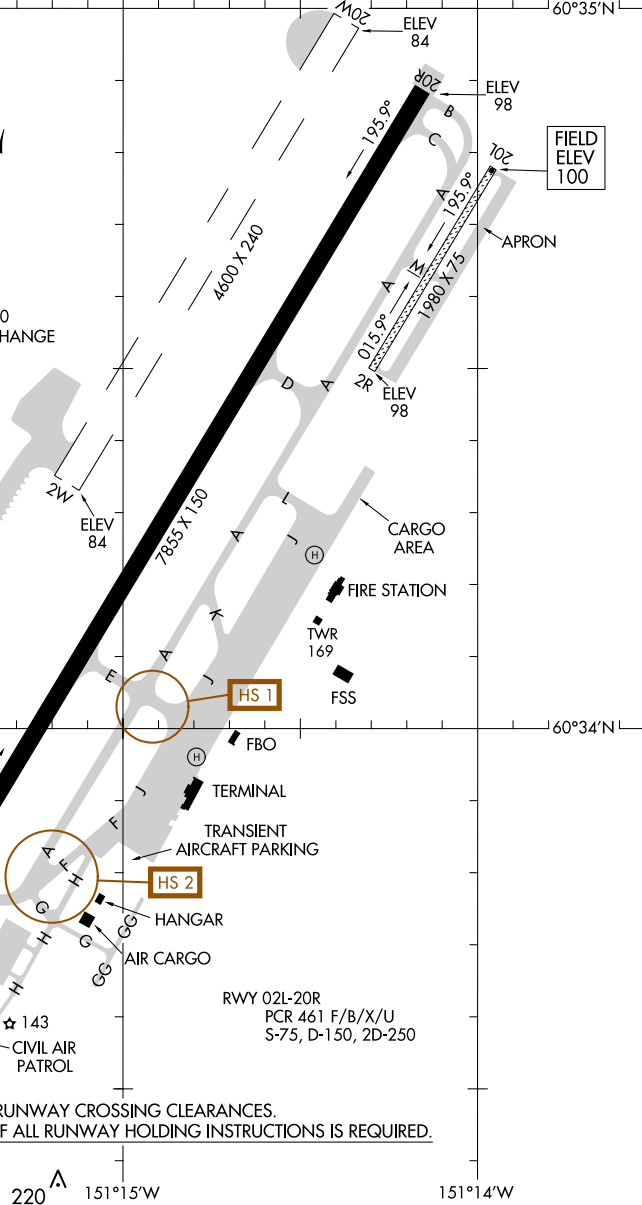 60°35'N
20W
ELEV
84
20R
ELEV
98
B
C
195.9°
20L
FIELD
ELEV
100
A
195.9°
APRON
4600 X 240
M
A
1980 X 75
015.9°
0
HANGE
D
A
2R
ELEV
98
2W
ELEV
84
7855 X 150
L
A
J
H
CARGO
AREA
FIRE STATION
K
TWR
169
A
J
E
FSS
HS 1
60°34'N
FBO
H
J
TERMINAL
F
TRANSIENT
AIRCRAFT PARKING
A
F
H
HS 2
G
HANGAR
H
G
GG
AIR CARGO
GG
H
RWY 02L-20R
PCR 461 F/B/X/U
S-75, D-150, 2D-250
143
CIVIL AIR
PATROL
RUNWAY CROSSING CLEARANCES.
F ALL RUNWAY HOLDING INSTRUCTIONS IS REQUIRED.
220
151°15'W
151°14'W